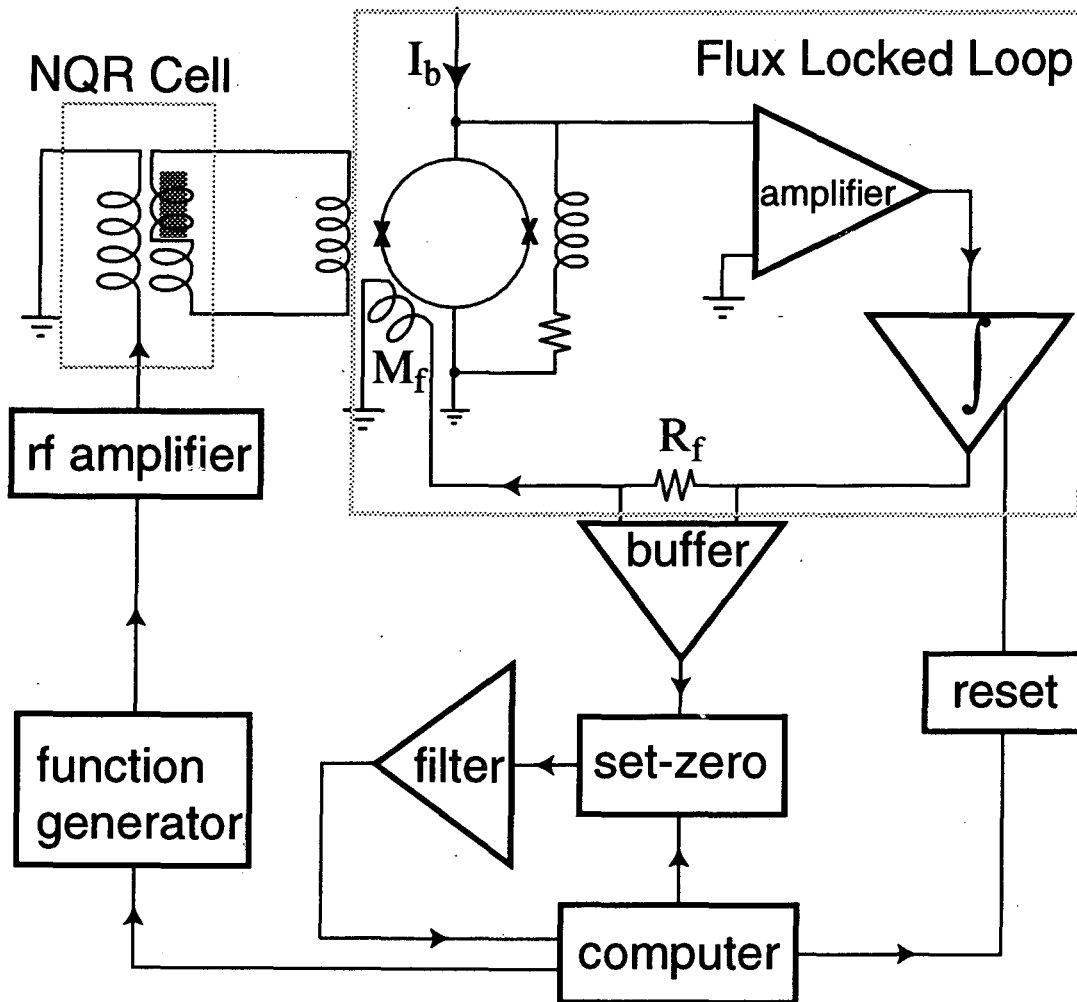 NQR Cell
I_b
Flux Locked Loop
amplifier
∫
M_f
R_f
rf amplifier
buffer
reset
function
generator
filter
set-zero
computer